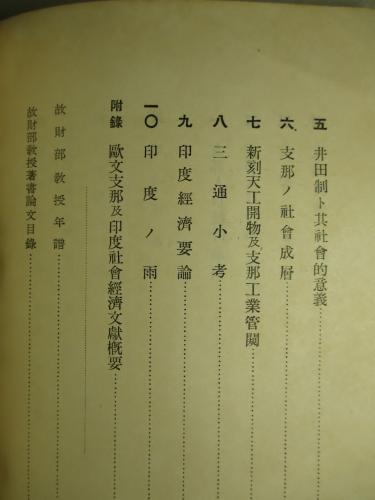 五 井田制ト其社會的意義
六 支那ノ社會成層
七 新刻天工開物及支那工業管闚
八 三通小考
九 印度經濟要論
一〇 印度ノ雨
附錄 歐文支那及印度社會經濟文獻概要
故財部教授年譜
故財部教授著書論文目錄